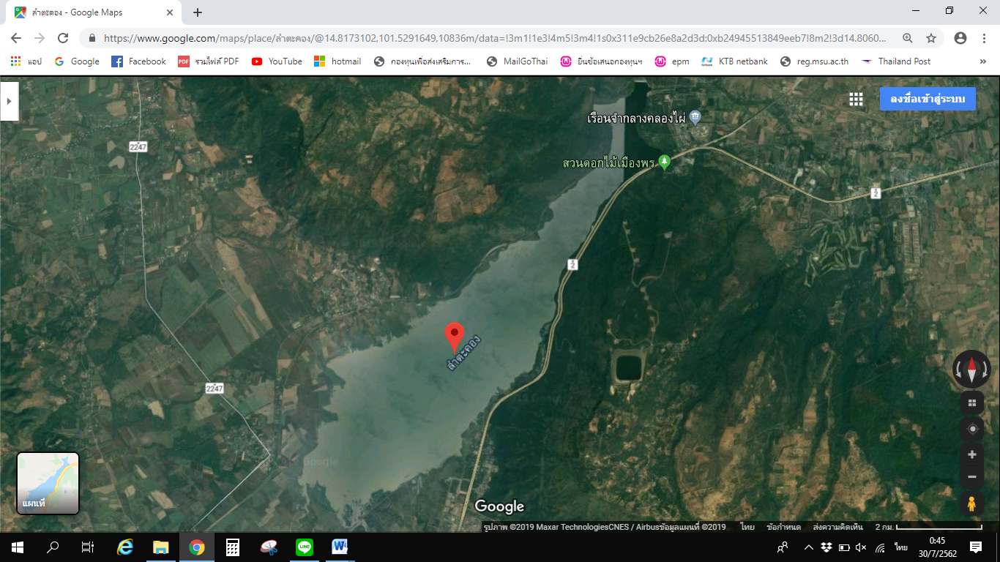 ลำตะคอง - Google Maps
https://www.google.com/maps/place/ลำตะคอง/@14.8173102,101.5291649,10836m/data=!3m1!1e3!4m5!3m4!1s0x311e9cb26e8a2d3d:0xb24945513849eeb7!8m2!3d14.8060...
แอป Google Facebook รวมไฟล์ PDF YouTube hotmail กองทุนเพื่อส่งเสริมการ... MailGoThai ยื่นข้อเสนอกองทุนฯ epm KTB netbank reg.msu.ac.th Thailand Post »
ลงชื่อเข้าสู่ระบบ
เรือนจำกลางคลองไผ่
2247
สวนดอกไม้เมืองพร
2
2
ลำตะคอง
2247
Google
แผนที่
Google
รูปภาพ ©2019 Maxar TechnologiesCNES / Airbusข้อมูลแผนที่ ©2019 ไทย ข้อกำหนด ส่งความคิดเห็น 2 กม.
ไทย
0:45
30/7/2562